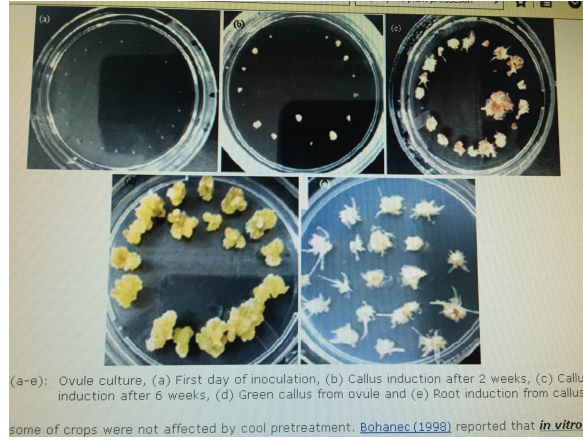 (a)
(b)
(c)
(e)
(a-e): Ovule culture, (a) First day of inoculation, (b) Callus induction after 2 weeks, (c) Callu
induction after 6 weeks, (d) Green callus from ovule and (e) Root induction from callus
some of crops were not affected by cool pretreatment. Bohanec (1998) reported that in vitro